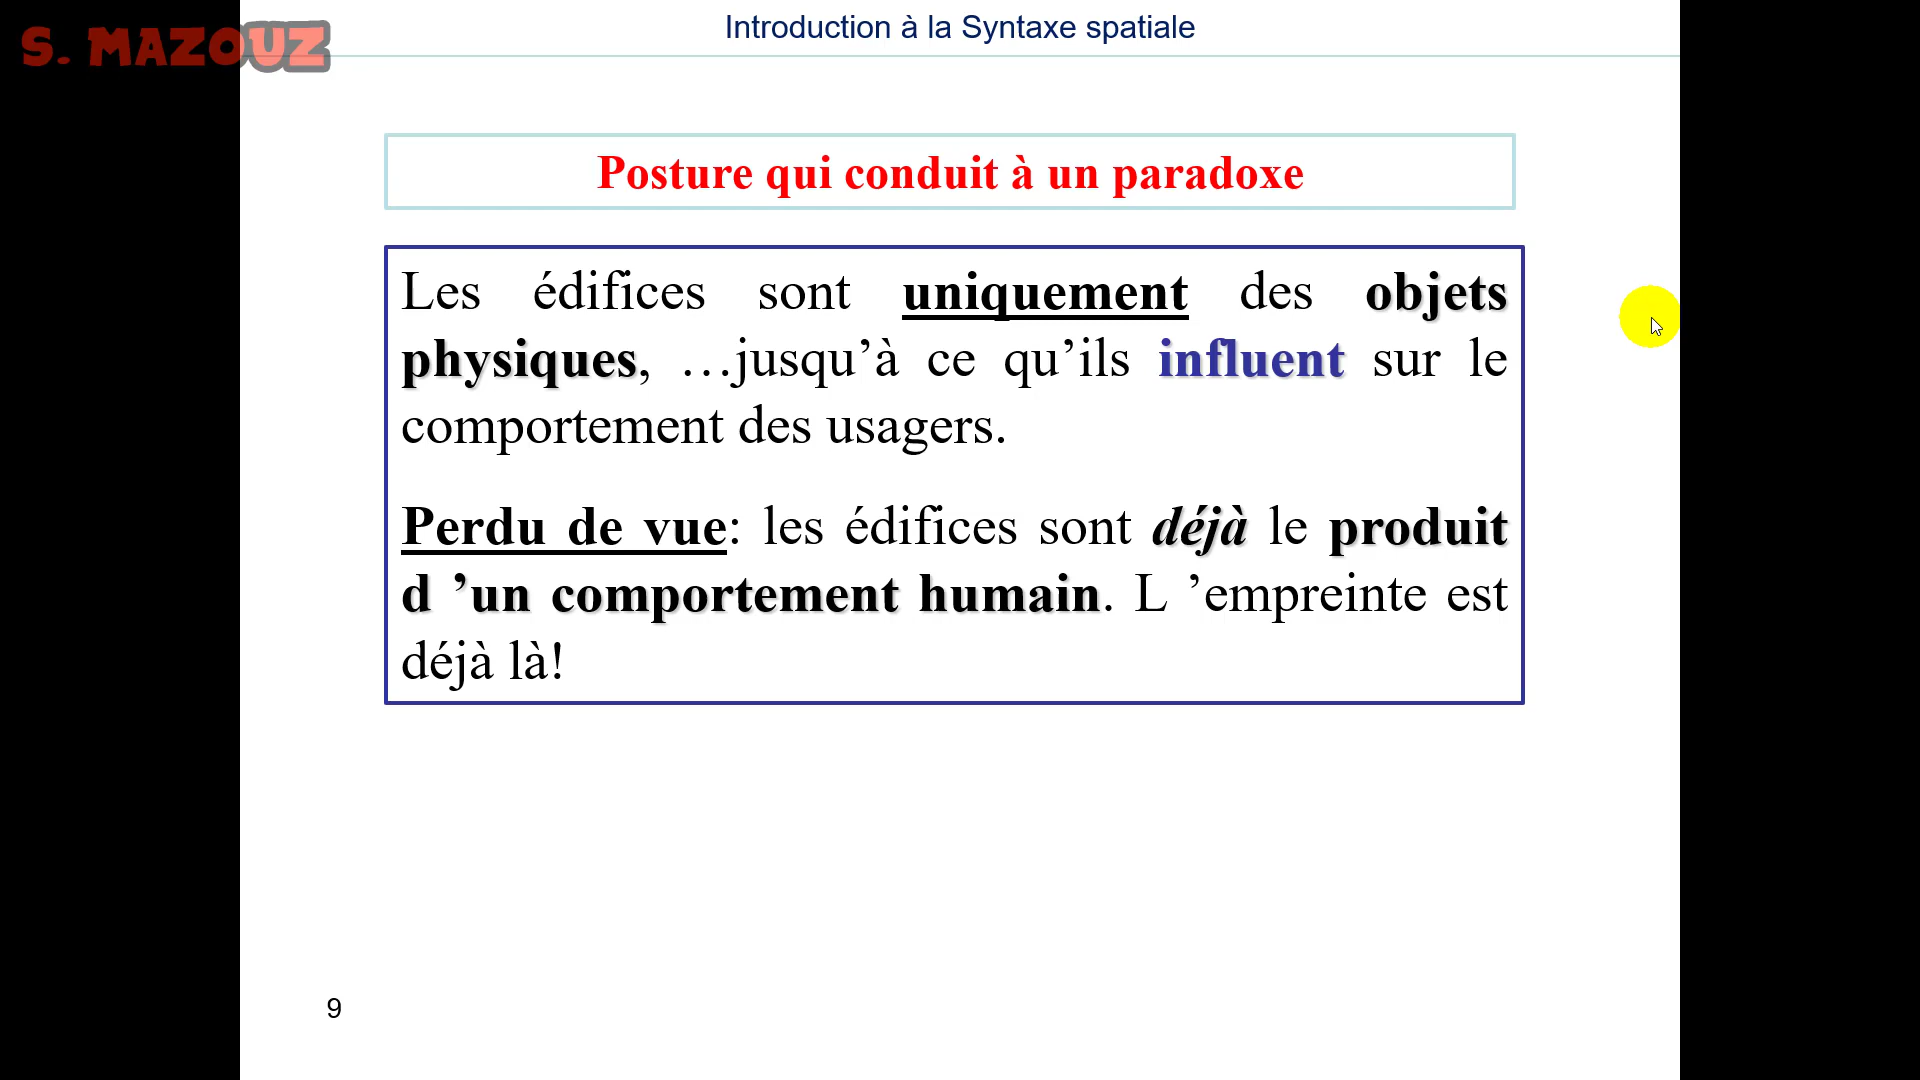 S. MAZOUZ
Introduction à la Syntaxe spatiale
Posture qui conduit à un paradoxe
Les édifices sont uniquement des objets
physiques, …jusqu’à ce qu’ils influent sur le
comportement des usagers.
Perdu de vue: les édifices sont déjà le produit
d ’un comportement humain. L ’empreinte est
déjà là!
9